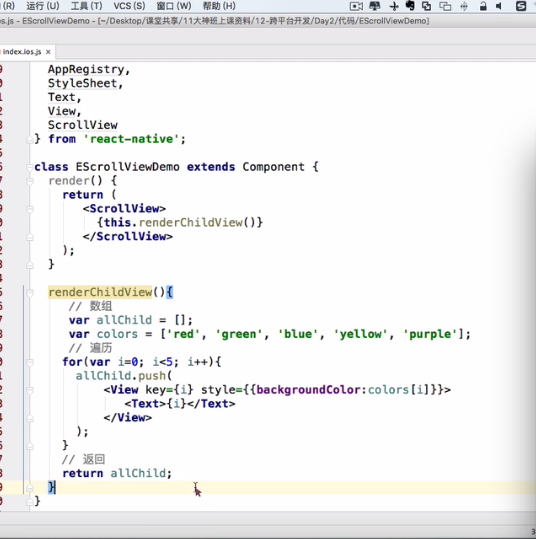 (R) 运行 (U) 工具 (T) VCS (S) 窗口 (W) 帮助 (H)
os.js - EScrollViewDemo - [~/Desktop/课堂共享/11大神班上课资料/12-跨平台开发/Day2/代码/EScrollViewDemo]
index.ios.js ×
AppRegistry,
StyleSheet,
Text,
View,
ScrollView
} from 'react-native';
class EScrollViewDemo extends Component {
render() {
return (
<ScrollView>
{this.renderChildView()}
</ScrollView>
);
}
renderChildView(){
// 数组
var allChild = [];
var colors = ['red', 'green', 'blue', 'yellow', 'purple'];
// 遍历
for(var i=0; i<5; i++){
allChild.push(
<View key={i} style={{backgroundColor:colors[i]}}>
<Text>{i}</Text>
</View>
);
}
// 返回
return allChild;
}
}